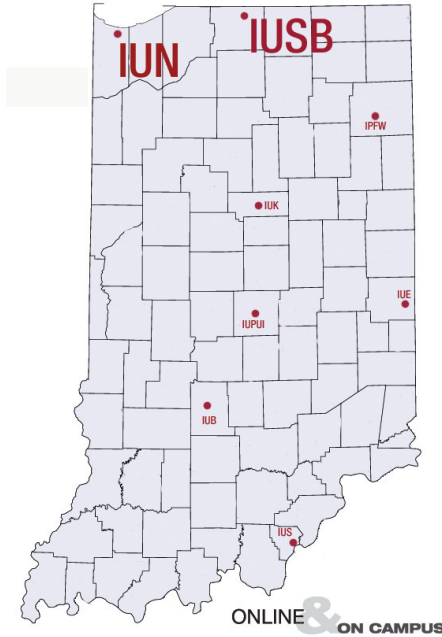 IUSB
IUN
IPFW
IUK
IUE
IUPUI
IUB
IUS
ONLINE & ON CAMPUS